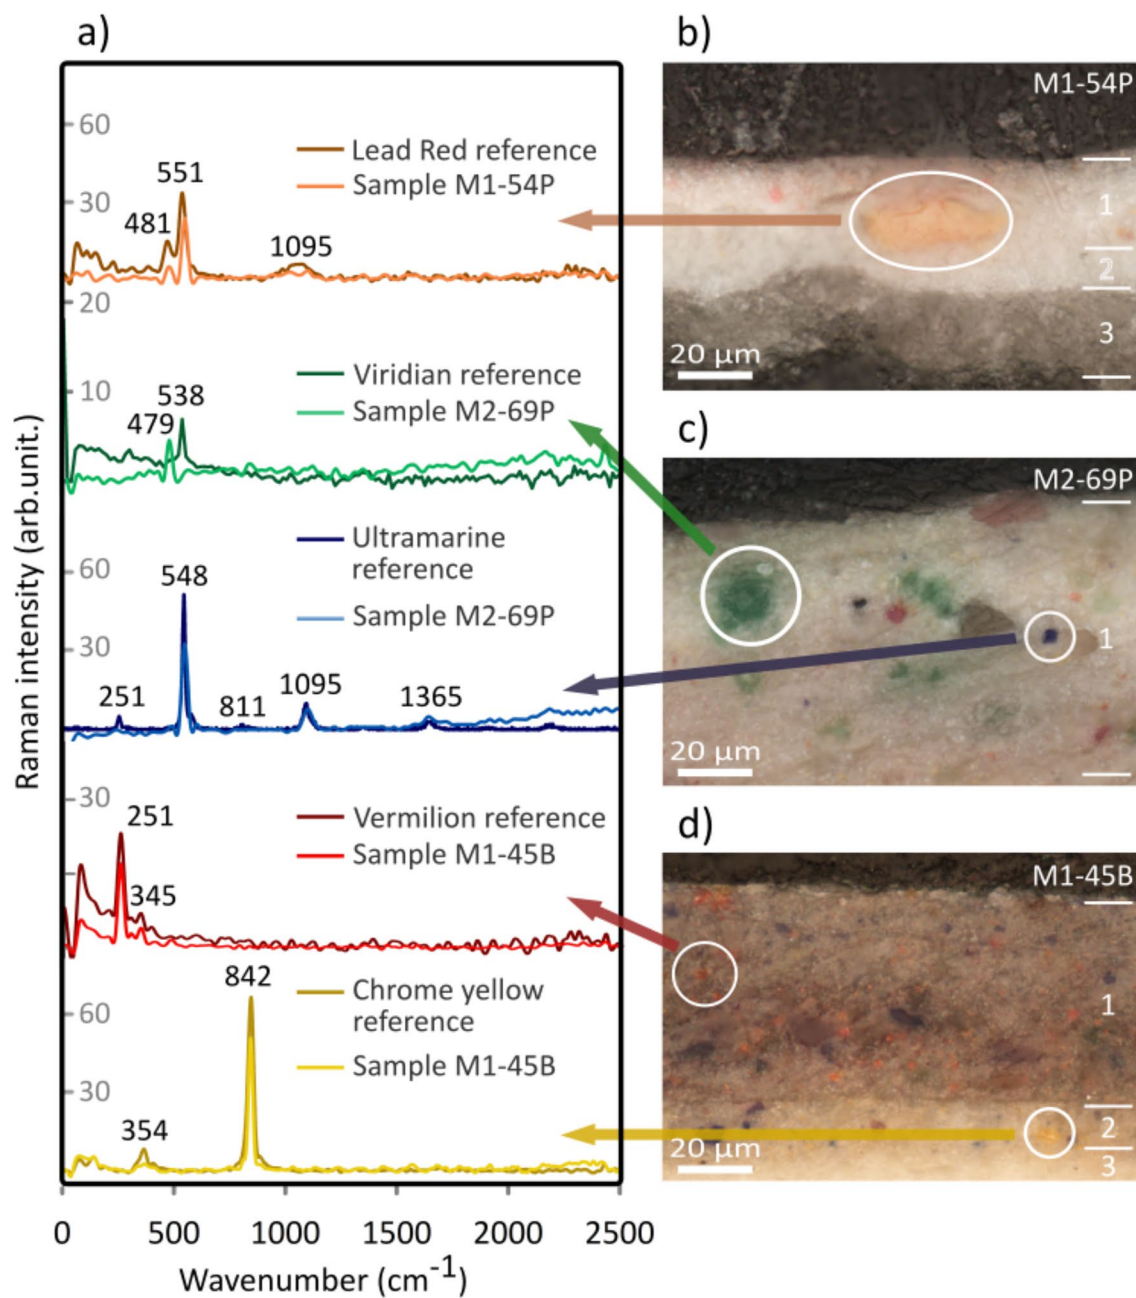 a)
60
Lead Red reference
551
Sample M1-54P
30
481
1095
20
Viridian reference
10
538
Sample M2-69P
479
Ultramarine
reference
60
548
Sample M2-69P
30
251
811
1095
1365
30
251
Vermilion reference
Sample M1-45B
345
842
Chrome yellow
reference
60
Sample M1-45B
30
354
0
500
1000
1500
2000
2500
Wavenumber (cm-1)
Raman intensity (arb.unit.)
b)
M1-54P
1
2
3
20 µm
c)
M2-69P
1
20 µm
d)
M1-45B
1
2
3
20 µm